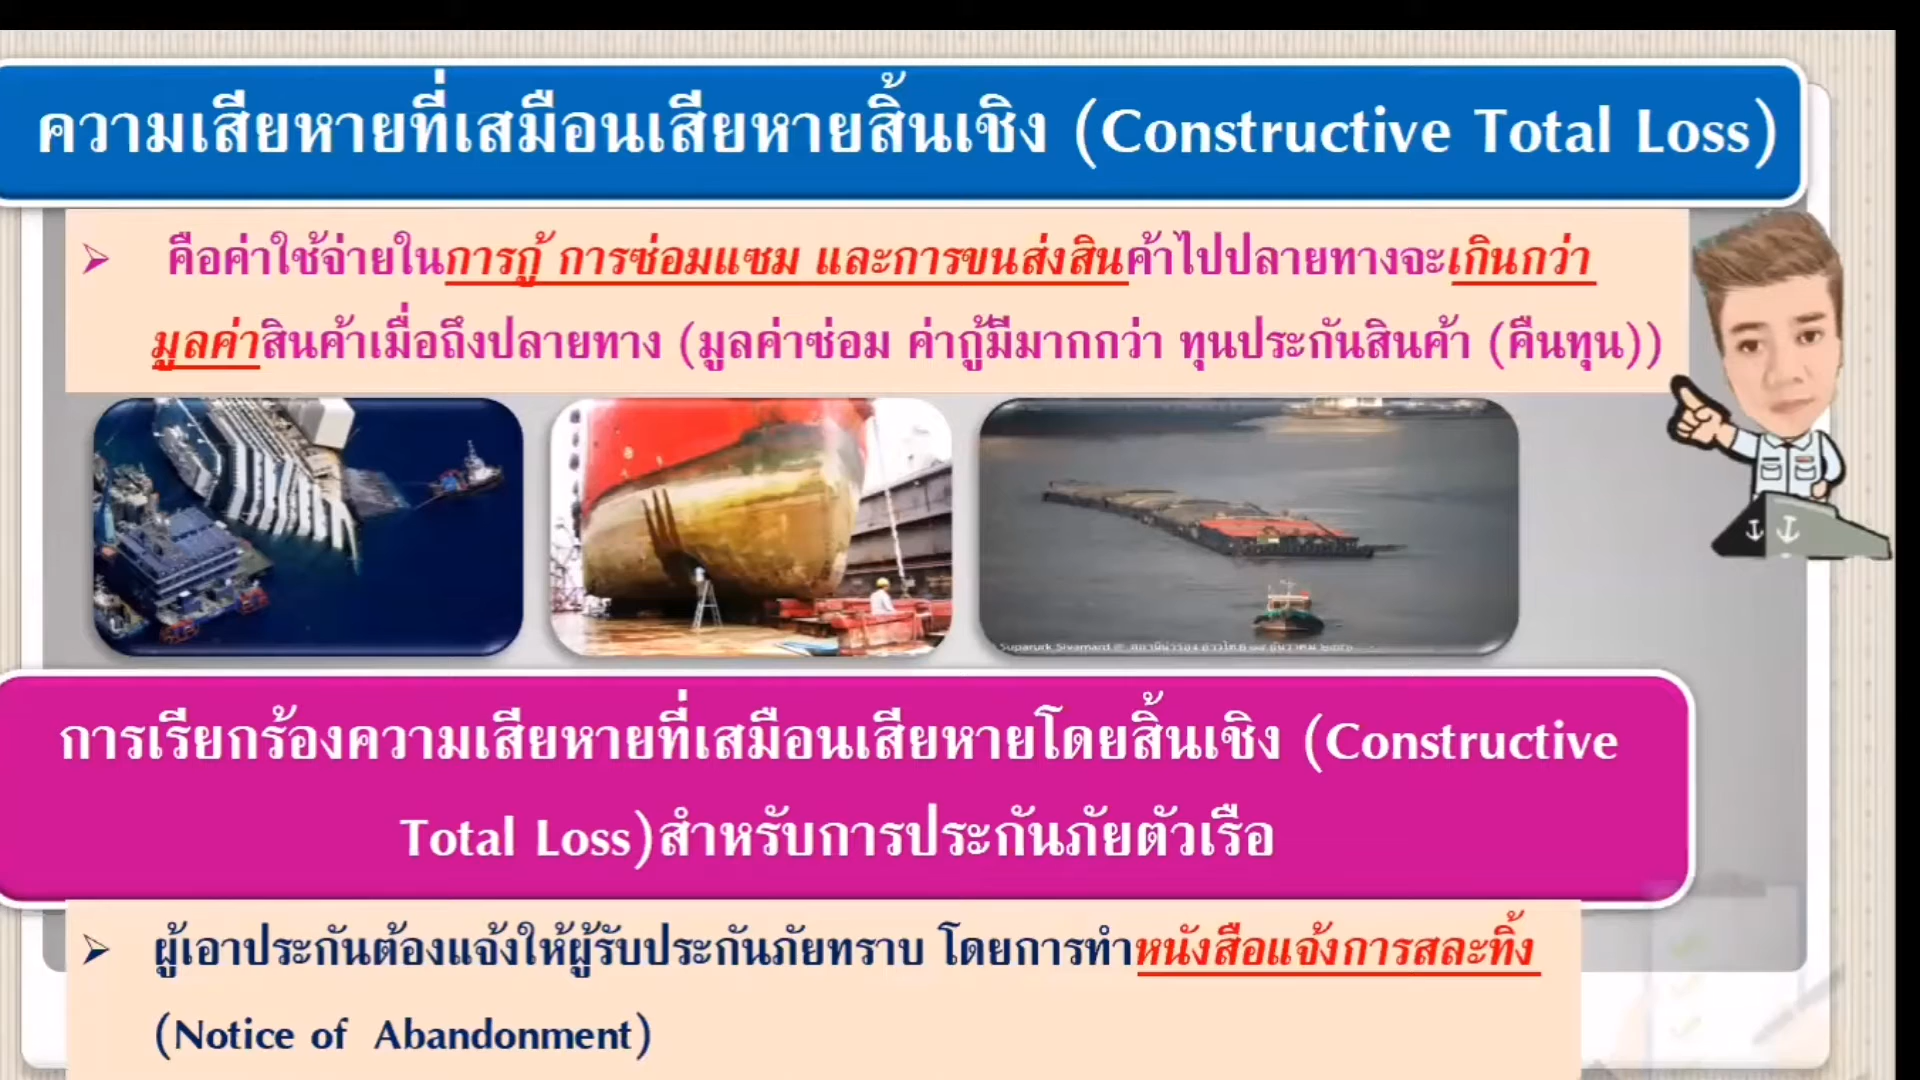 ความเสียหายที่เสมือนเสียหายสิ้นเชิง (Constructive Total Loss)
คือค่าใช้จ่ายในการกู้ การซ่อมแซม และการขนส่งสินค้าไปปลายทางจะเกินกว่า
มูลค่าสินค้าเมื่อถึงปลายทาง (มูลค่าซ่อม ค่ากู้มีมากกว่า ทุนประกันสินค้า (คืนทุน))
Suparurk Sivamard
การเรียกร้องความเสียหายที่เสมือนเสียหายโดยสิ้นเชิง (Constructive
Total Loss)สำหรับการประกันภัยตัวเรือ
ผู้เอาประกันต้องแจ้งให้ผู้รับประกันภัยทราบ โดยการทำหนังสือแจ้งการสละทิ้ง
(Notice of Abandonment)